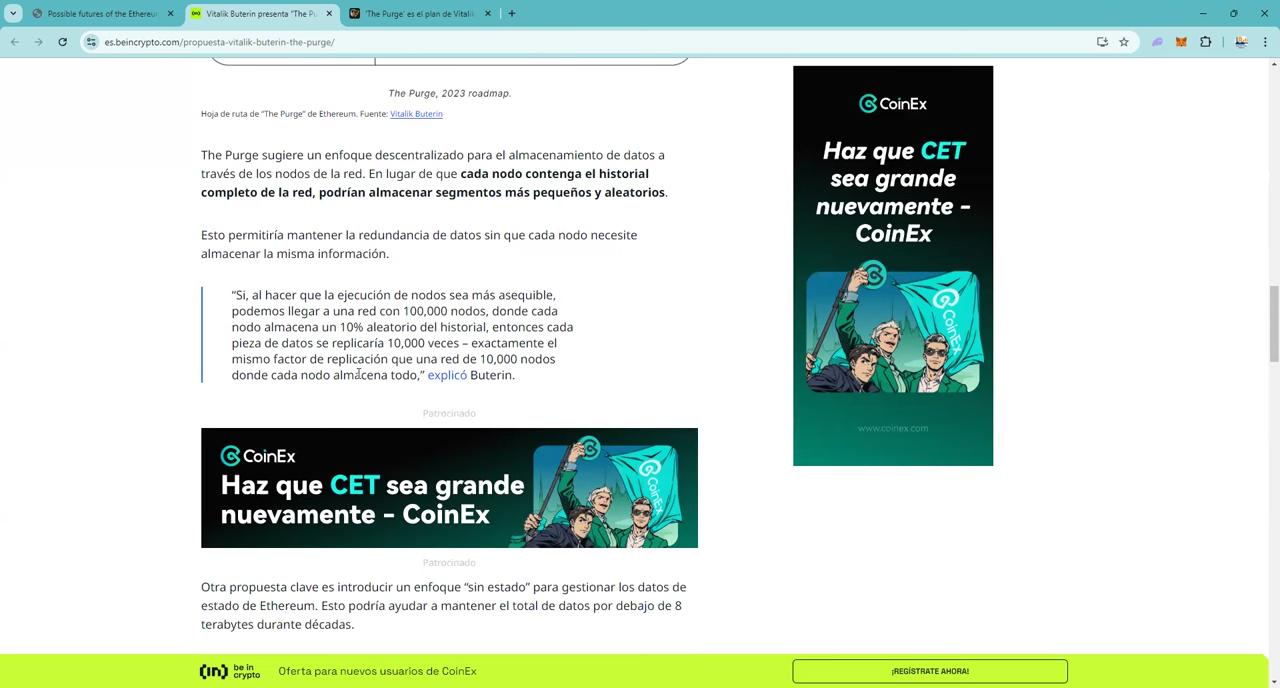 Possible futures of the Ethereum
Vitalik Buterin presenta "The Pu
'The Purge' es el plan de Vitalik
es.beincrypto.com/propuesta-vitalik-buterin-the-purge/
The Purge, 2023 roadmap.
Hoja de ruta de "The Purge" de Ethereum. Fuente: Vitalik Buterin
The Purge sugiere un enfoque descentralizado para el almacenamiento de datos a
través de los nodos de la red. En lugar de que cada nodo contenga el historial
completo de la red, podrían almacenar segmentos más pequeños y aleatorios.
Esto permitiría mantener la redundancia de datos sin que cada nodo necesite
almacenar la misma información.
“Si, al hacer que la ejecución de nodos sea más asequible,
podemos llegar a una red con 100,000 nodos, donde cada
nodo almacena un 10% aleatorio del historial, entonces cada
pieza de datos se replicaría 10,000 veces – exactamente el
mismo factor de replicación que una red de 10,000 nodos
donde cada nodo almacena todo,” explicó Buterin.
Patrocinado
CoinEx
Haz que CET sea grande
nuevamente - CoinEx
Patrocinado
Otra propuesta clave es introducir un enfoque “sin estado” para gestionar los datos de
estado de Ethereum. Esto podría ayudar a mantener el total de datos por debajo de 8
terabytes durante décadas.
CoinEx
Haz que CET
sea grande
nuevamente -
CoinEx
CoinEx
www.coinex.com
be in
crypto
Oferta para nuevos usuarios de CoinEx
¡REGÍSTRATE AHORA!